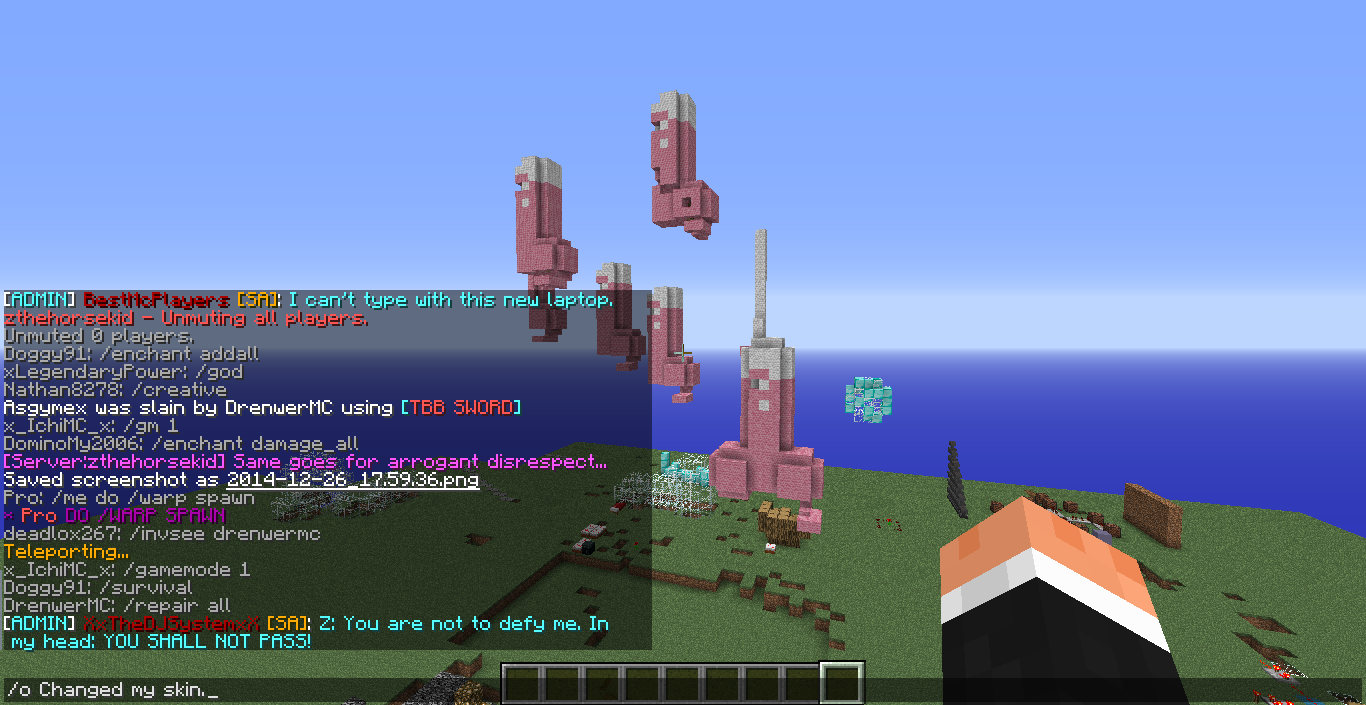 [ADMIN] BestMcPlayers [SA]: I can't type with this new laptop.
zthehorsekid - Unmuting all players.
Unmuted 0 players.
Doggy91: /enchant addall
xLegendaryPower: /god
Nathan8278: /creative
Asgymex was slain by DrenwerMC using [TBB SWORD]
x_IchiMC_x: /gm 1
DominoMy2006: /enchant damage_all
[Server:zthehorsekid] Same goes for arrogant disrespect...
Saved screenshot as 2014-12-26_17.59.36.png
Pro: /me do /warp spawn
* Pro DO /WARP SPAWN
deadlox267: /invsee drenwermc
Teleporting...
x_IchiMC_x: /gamemode 1
Doggy91: /survival
DrenwerMC: /repair all
[ADMIN] XxTheDJSystemxX [SA]: Z: You are not to defy me. In
my head: YOU SHALL NOT PASS!
/o Changed my skin._